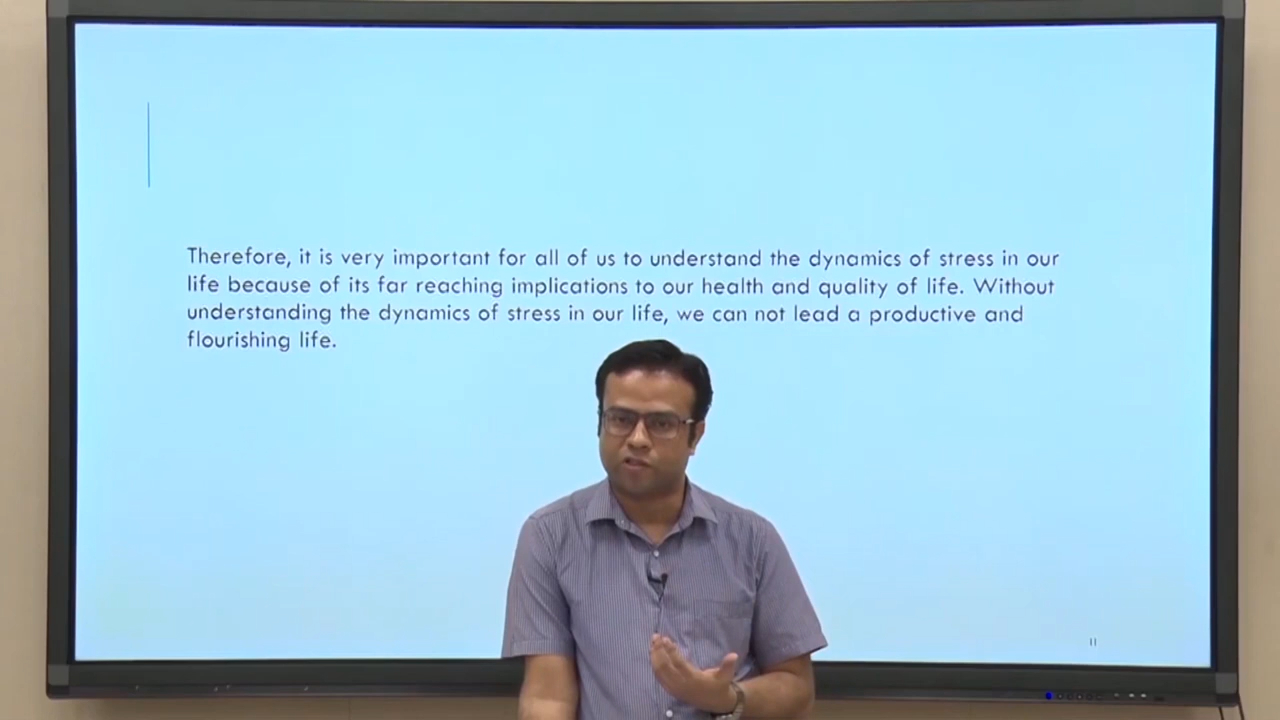 Therefore, it is very important for all of us to understand the dynamics of stress in our
life because of its far reaching implications to our health and quality of life. Without
understanding the dynamics of stress in our life, we can not lead a productive and
flourishing life.
11